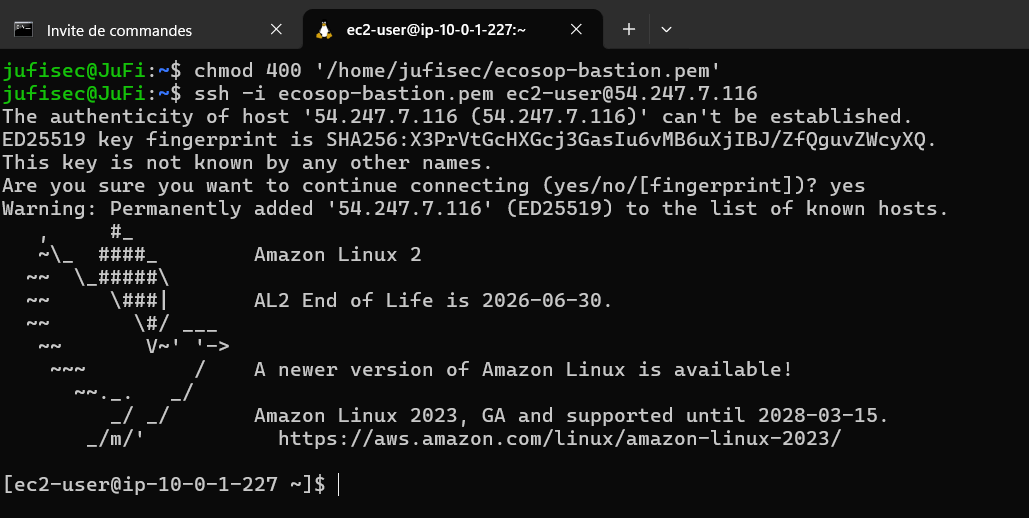 Invite de commandes
ec2-user@ip-10-0-1-227:~
jufisec@JuFi:~$ chmod 400 '/home/jufisec/ecosop-bastion.pem'
jufisec@JuFi:~$ ssh -i ecosop-bastion.pem ec2-user@54.247.7.116
The authenticity of host '54.247.7.116 (54.247.7.116)' can't be established.
ED25519 key fingerprint is SHA256:X3PrVtGcHXGcj3GasIu6vMB6uXjIBJ/ZfQguvZWcyXQ.
This key is not known by any other names.
Are you sure you want to continue connecting (yes/no/[fingerprint])? yes
Warning: Permanently added '54.247.7.116' (ED25519) to the list of known hosts.
   ,     #_
   ~\_  ####_        Amazon Linux 2
  ~~  \_#####\
  ~~     \###|       AL2 End of Life is 2026-06-30.
  ~~       \#/ ___
   ~~       V~' '->
    ~~~         /    A newer version of Amazon Linux is available!
      ~~._.   _/
         _/ _/       Amazon Linux 2023, GA and supported until 2028-03-15.
       _/m/'           https://aws.amazon.com/linux/amazon-linux-2023/
[ec2-user@ip-10-0-1-227 ~]$